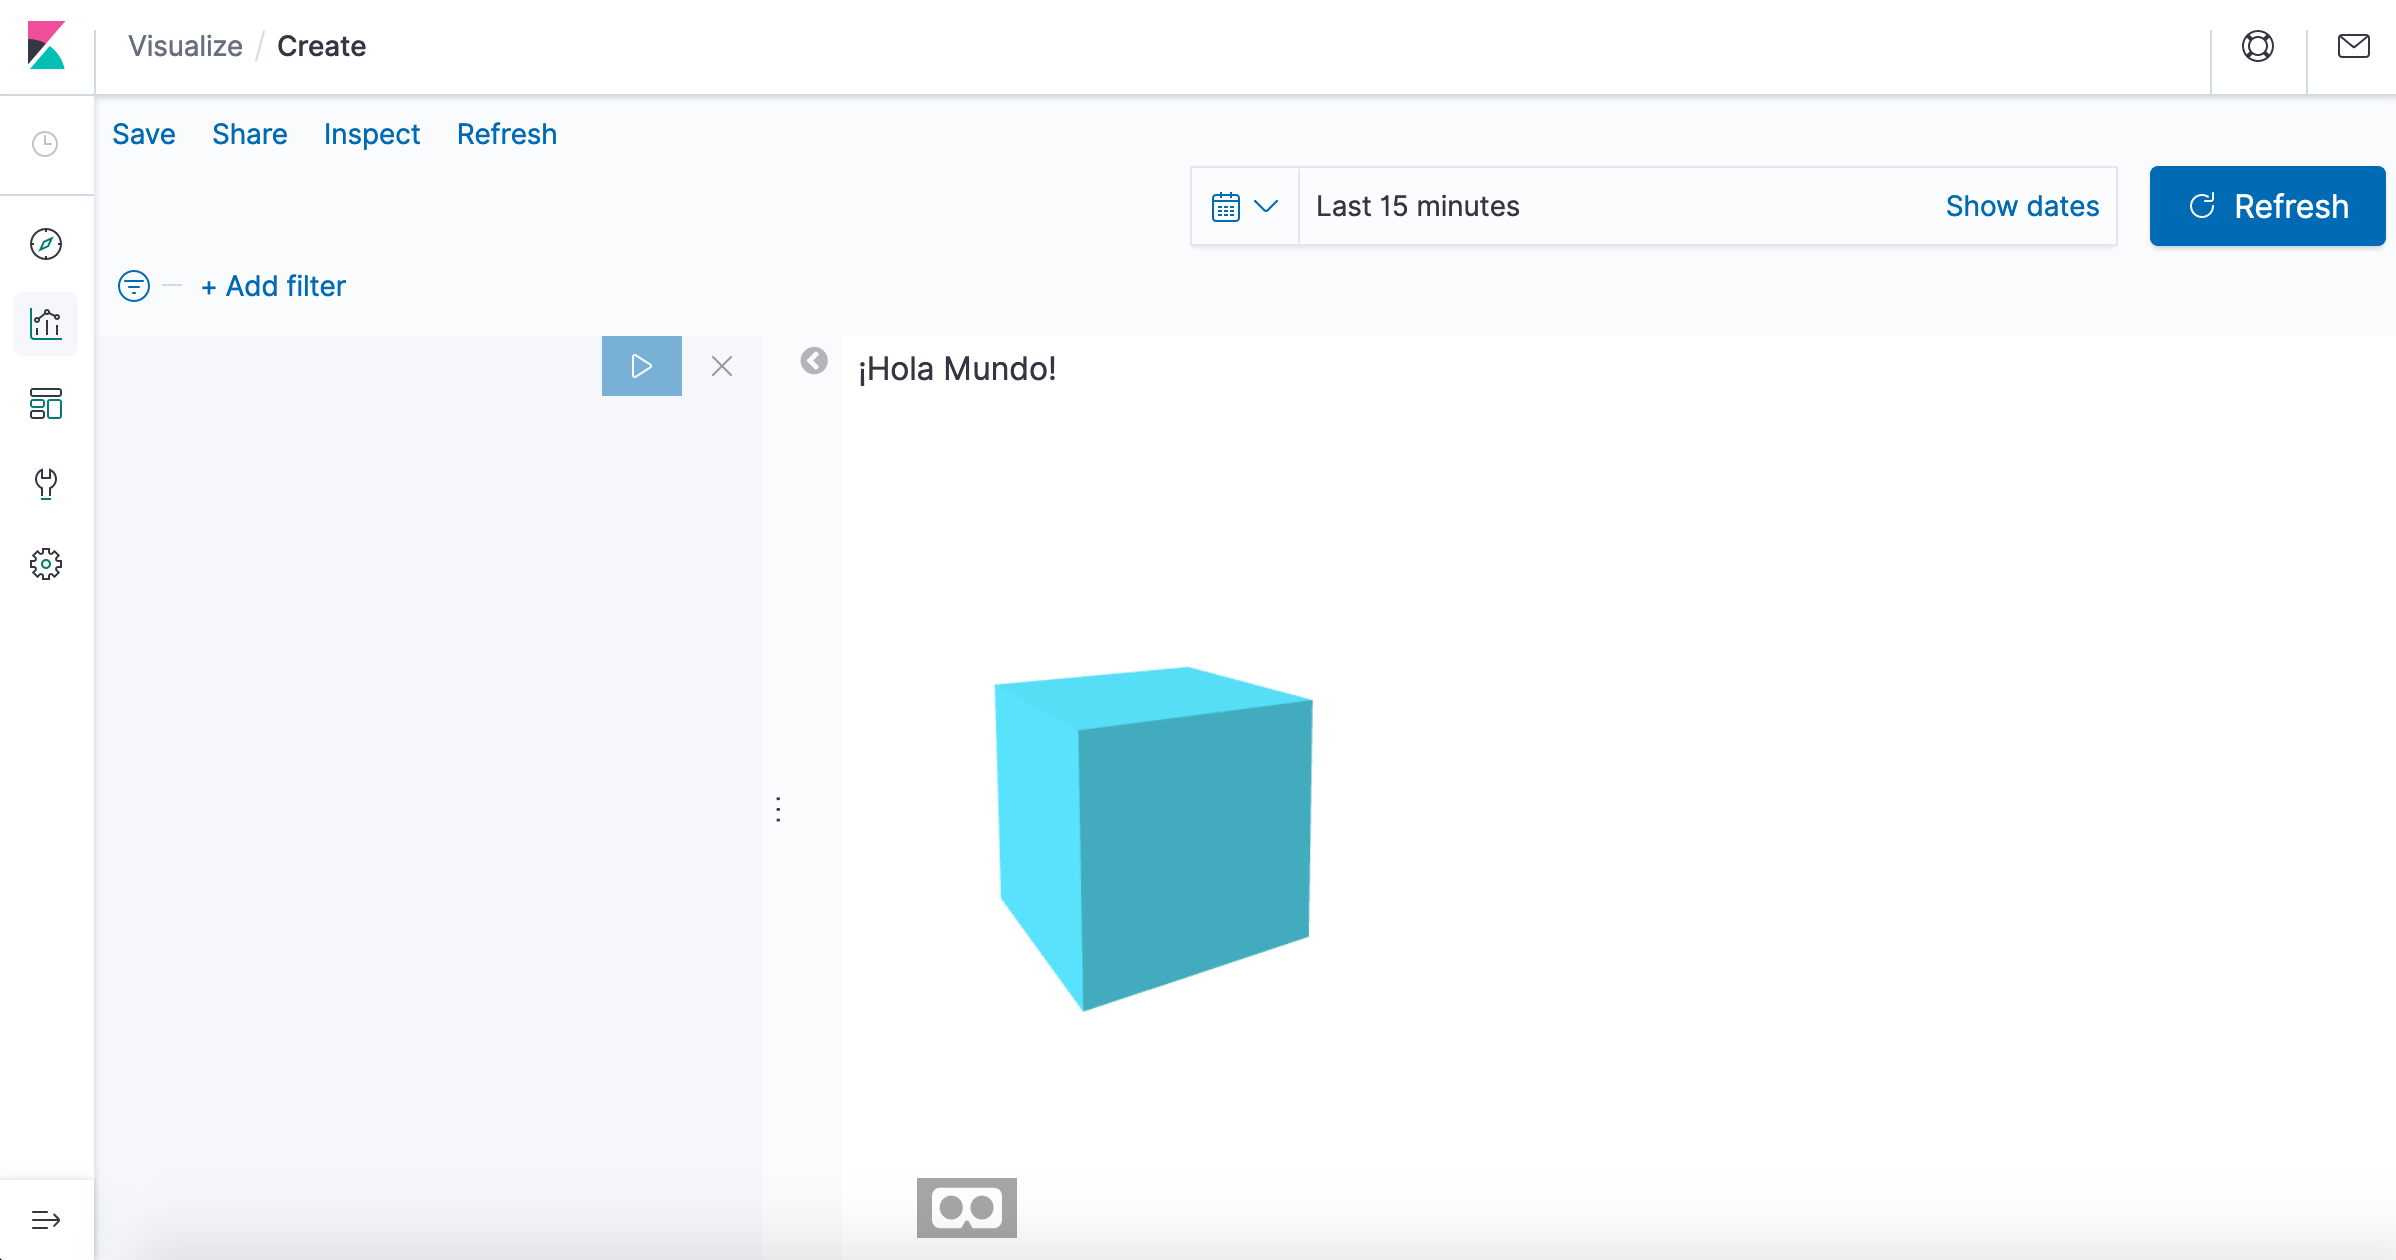 Visualize / Create
Save Share Inspect Refresh
Last 15 minutes Show dates Refresh
+ Add filter
¡Hola Mundo!